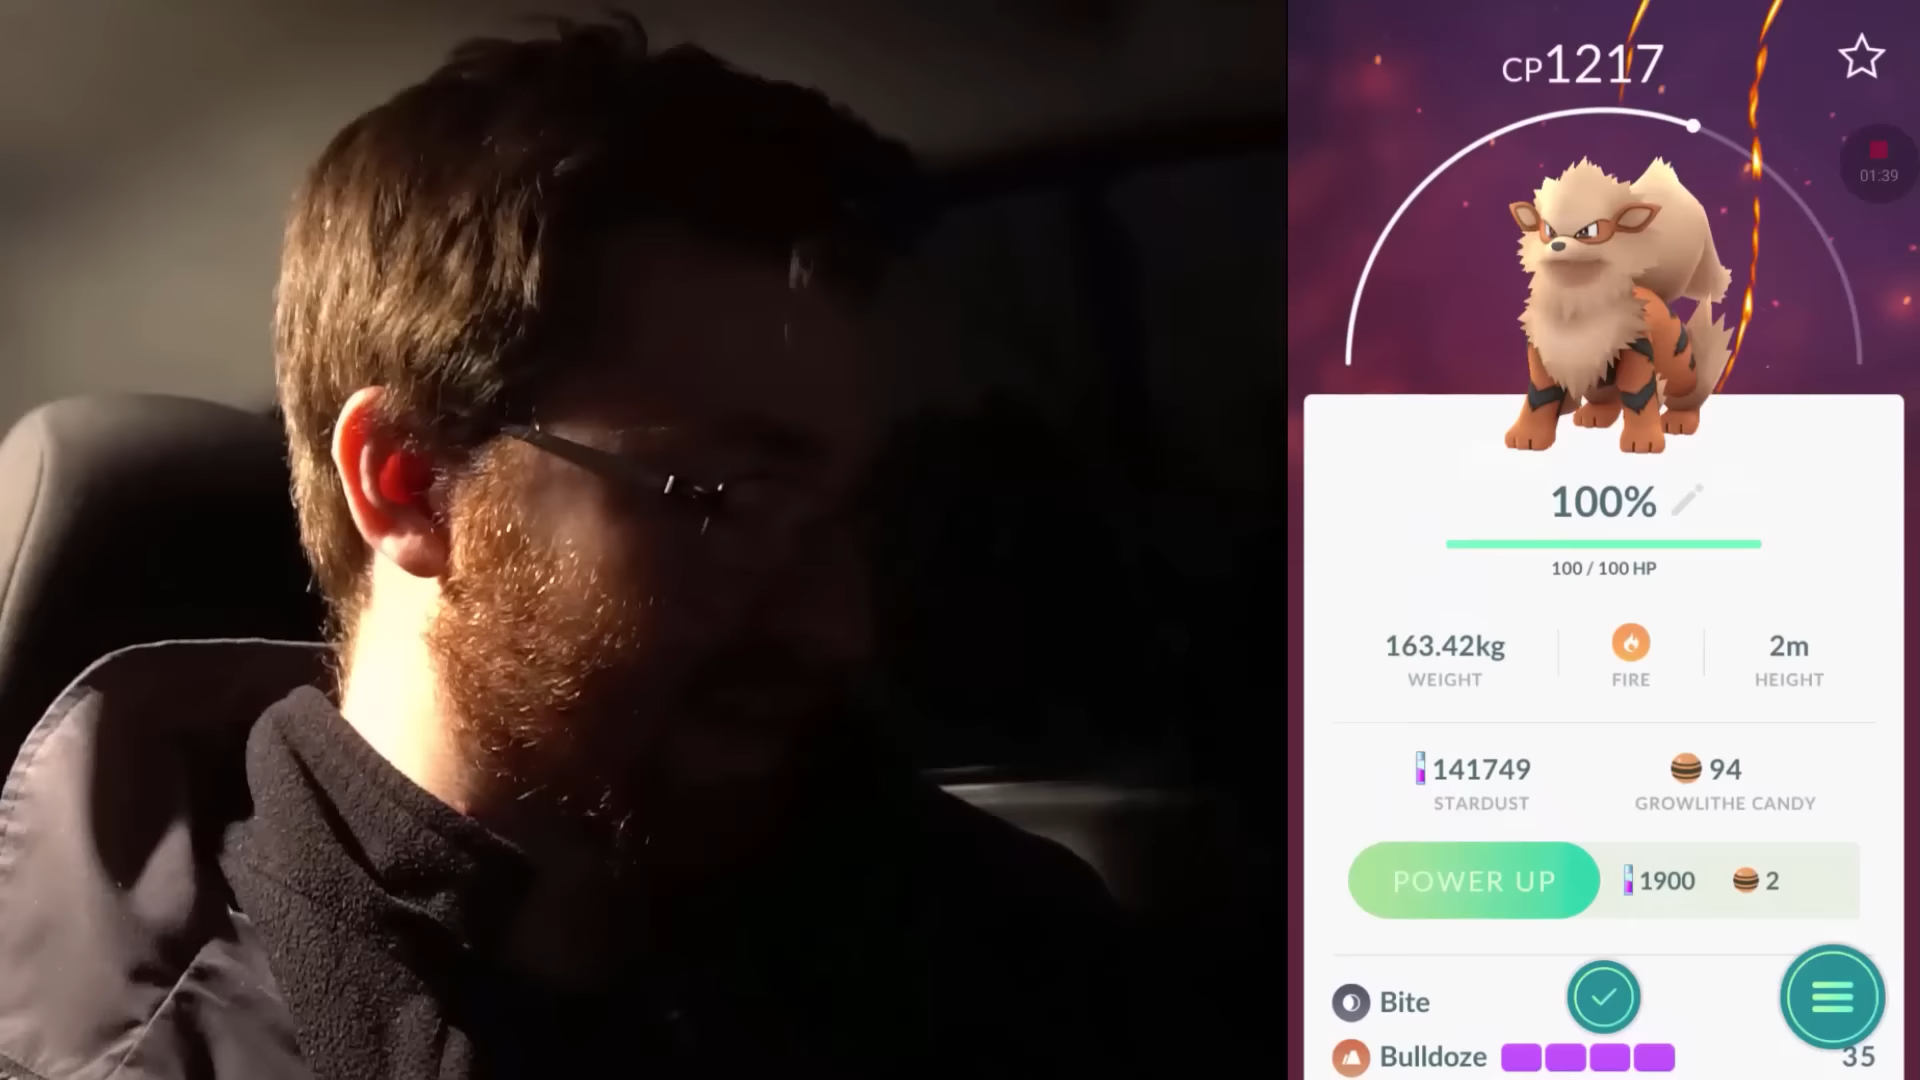 CP1217
01:39
100%
100 / 100 HP
163.42kg
WEIGHT
FIRE
2m
HEIGHT
141749
STARDUST
94
GROWLITHE CANDY
POWER UP
1900
2
Bite
Bulldoze
35